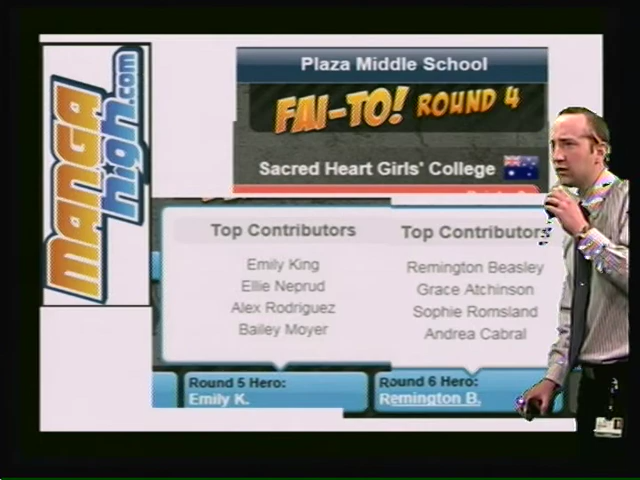 MANGA
high.com
Plaza Middle School
FAI-TO! ROUND 4
Sacred Heart Girls' College
Top Contributors
Emily King
Ellie Neprud
Alex Rodriguez
Bailey Moyer
Top Contributors
Remington Beasley
Grace Atchinson
Sophie Romsland
Andrea Cabral
Round 5 Hero:
Emily K.
Round 6 Hero:
Remington B.